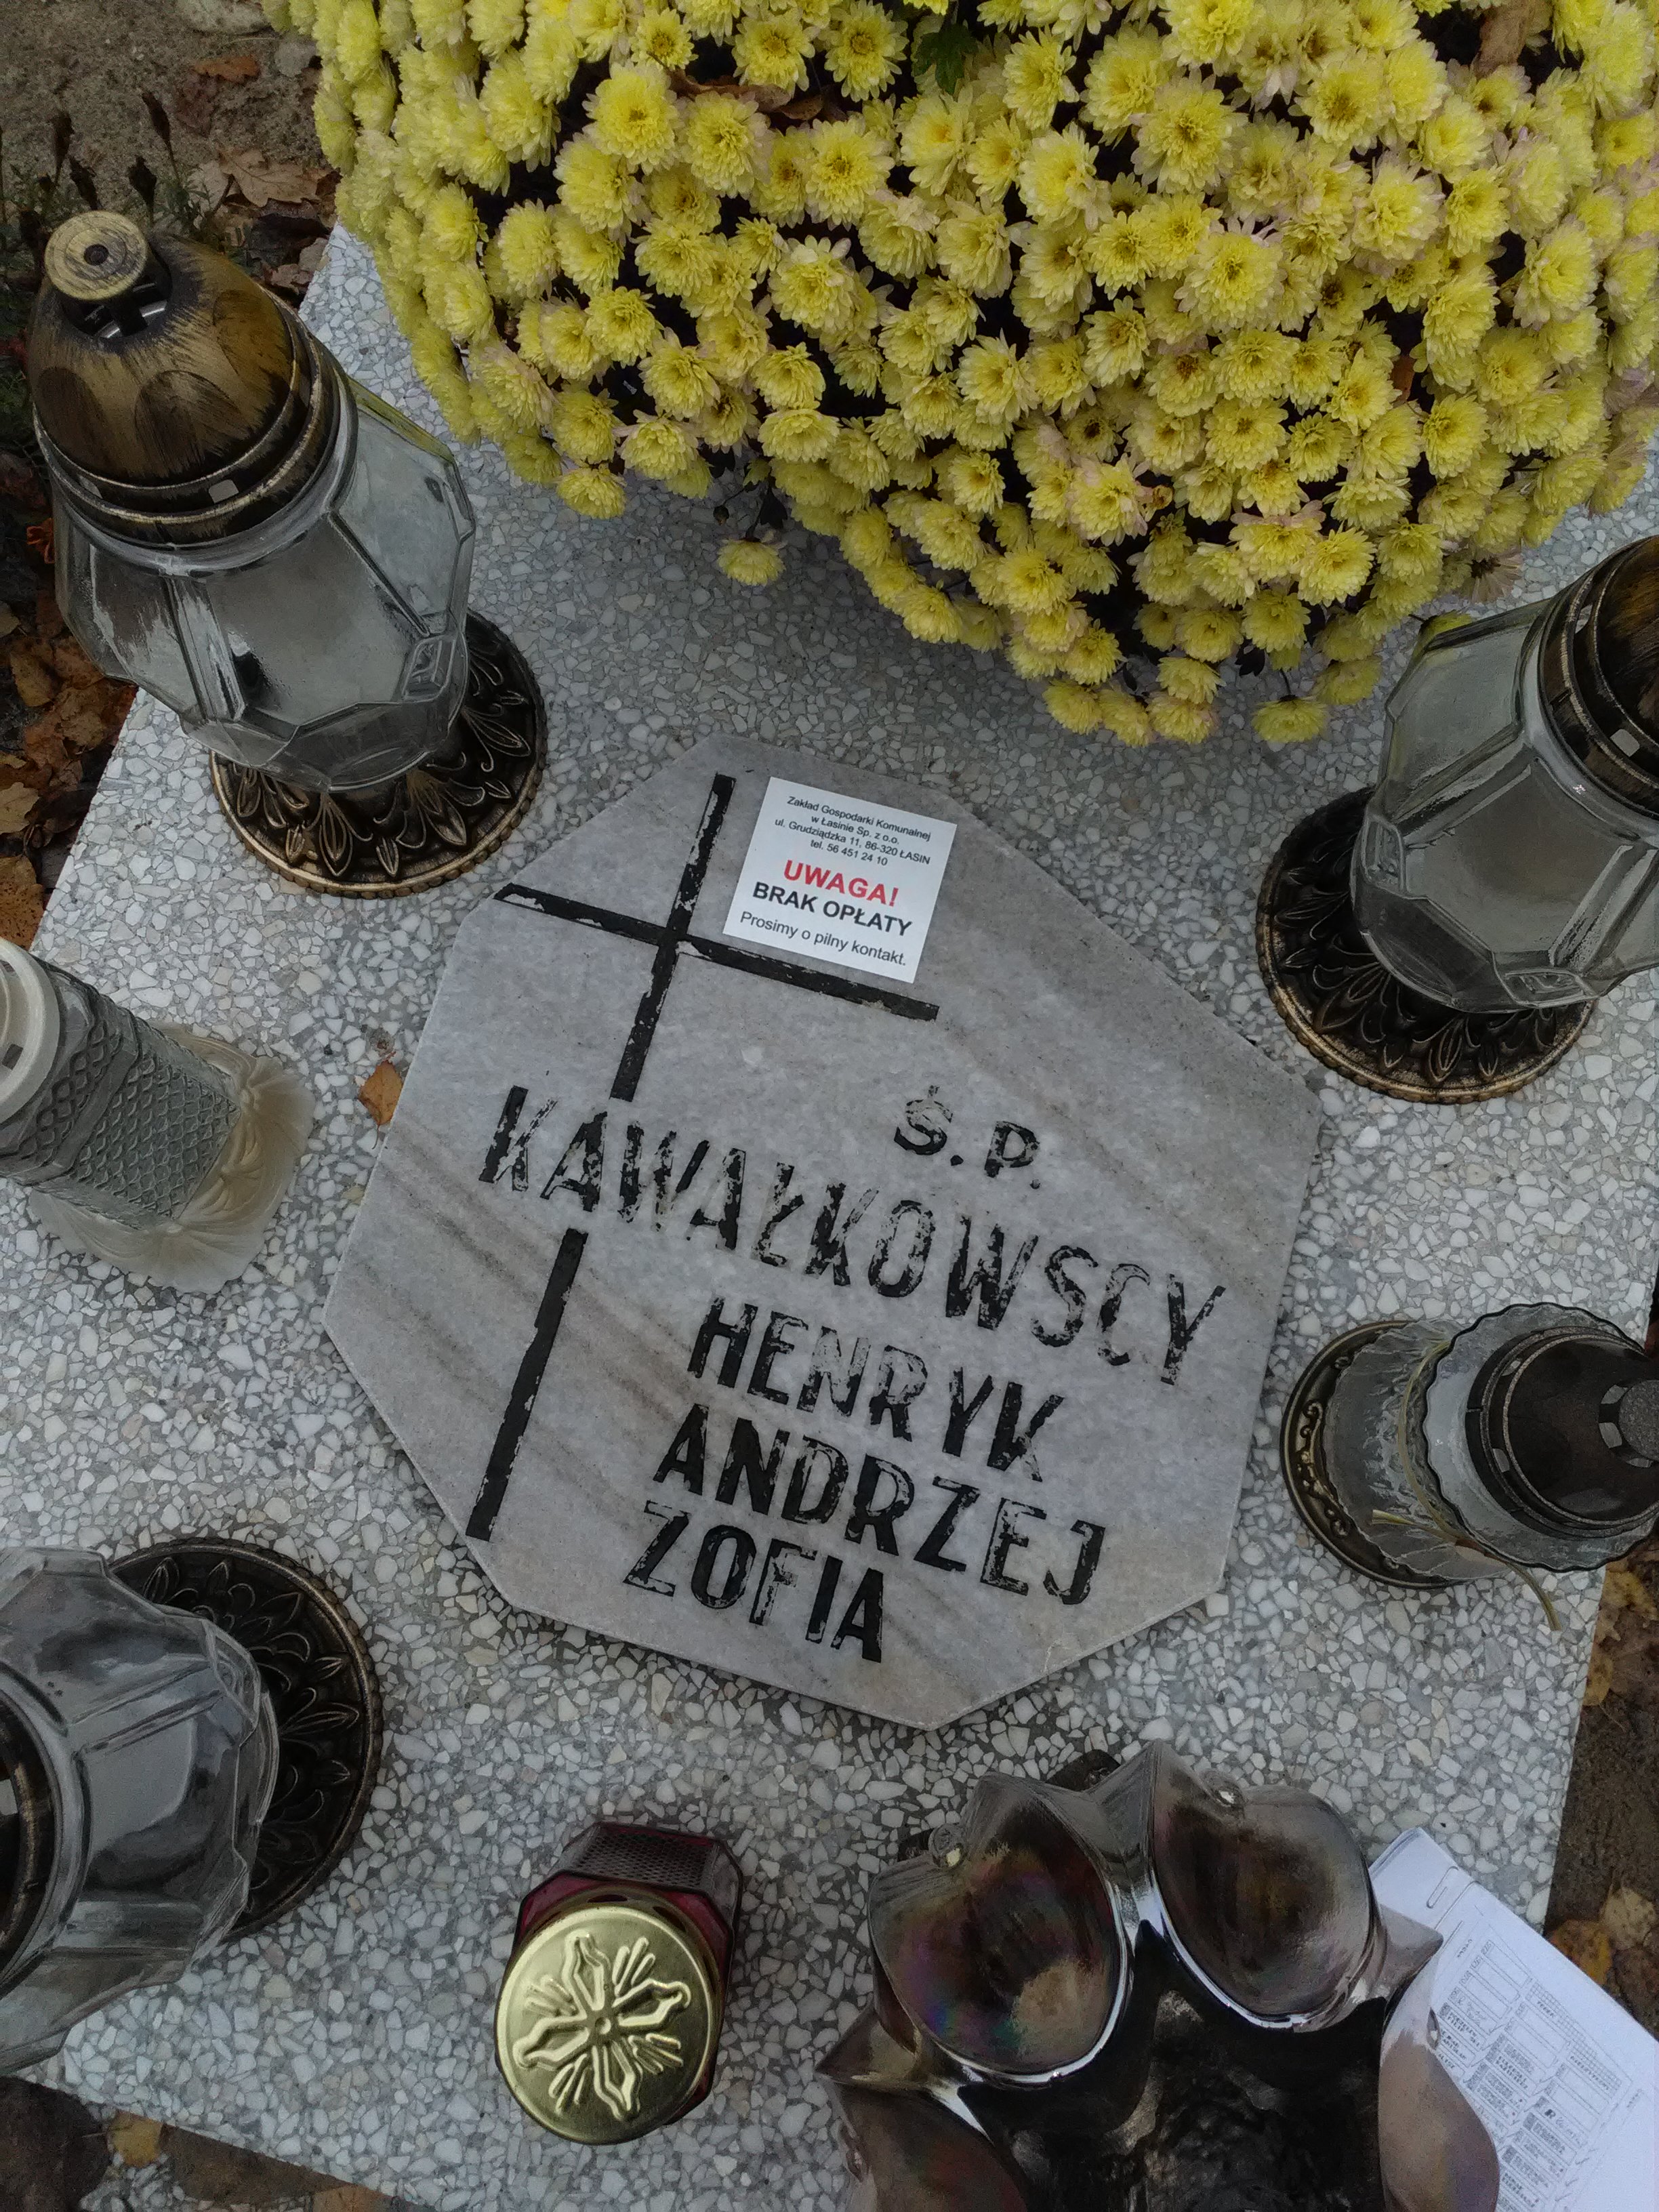 Zakład Gospodarki Komunalnej
w Łasinie Sp. z o.o.
ul. Grudziądzka 11, 86-320 ŁASIN
tel. 56 451 24 10
UWAGA!
BRAK OPŁATY
Prosimy o pilny kontakt.
Ś.P.
KAWAŁKOWSCY
HENRYK
ANDRZEJ
ZOFIA